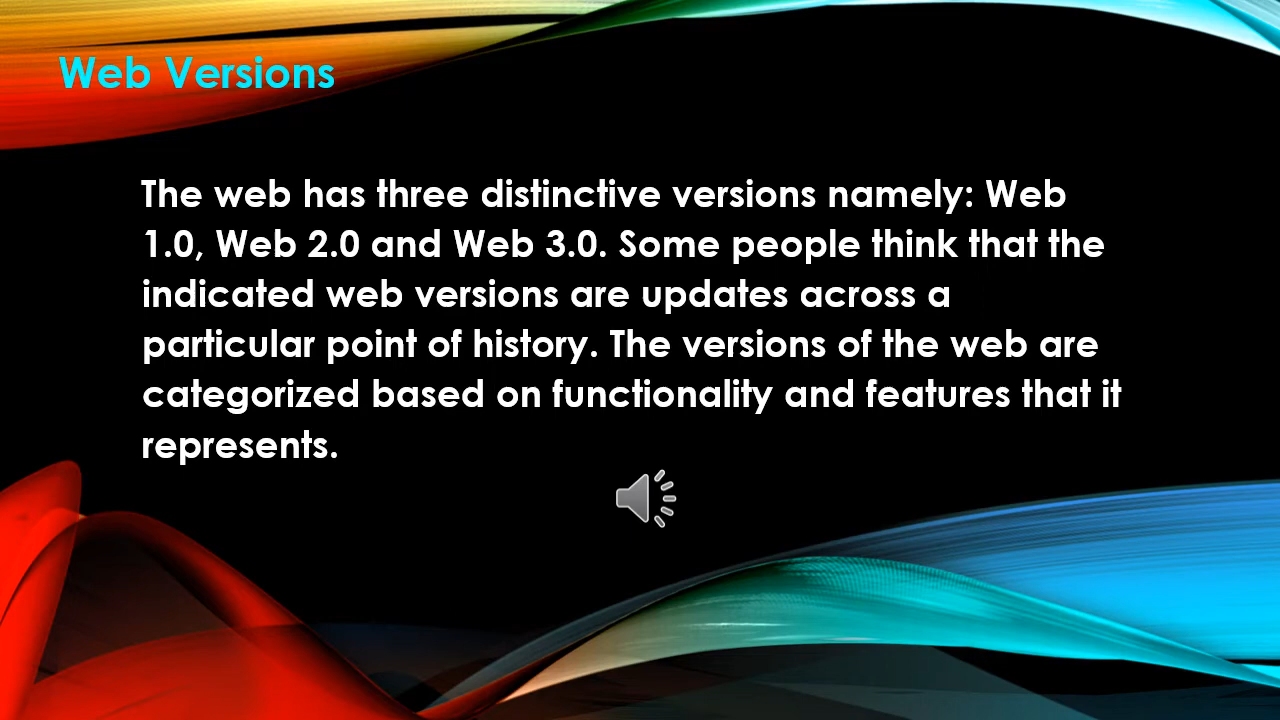 Web Versions
The web has three distinctive versions namely: Web
1.0, Web 2.0 and Web 3.0. Some people think that the
indicated web versions are updates across a
particular point of history. The versions of the web are
categorized based on functionality and features that it
represents.